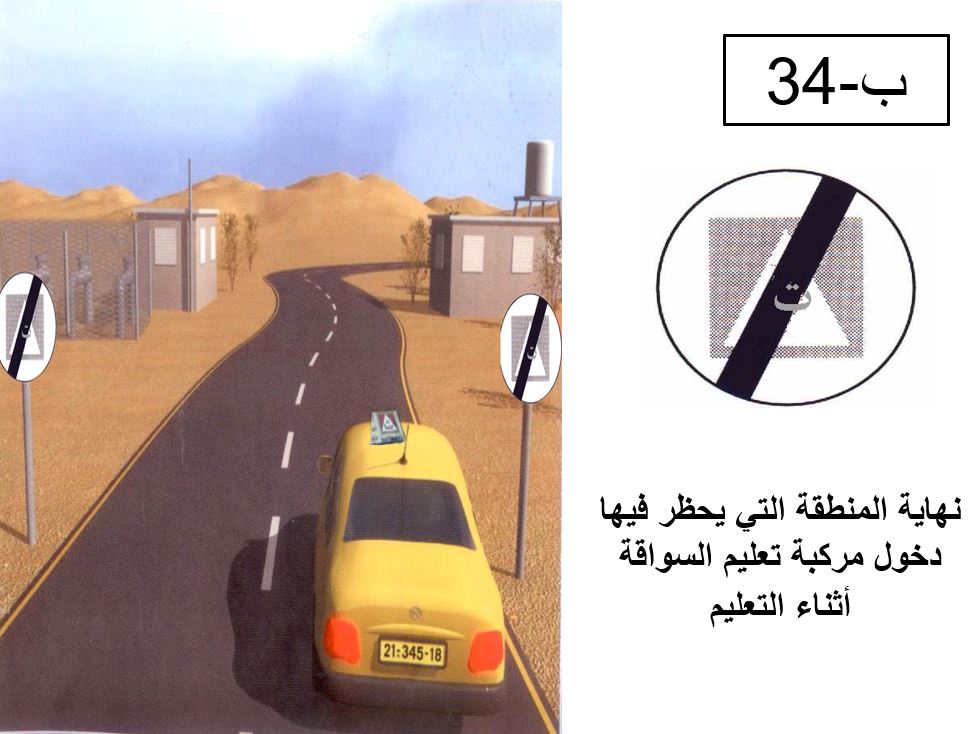 ب-34
ت
نهاية المنطقة التي يحظر فيها
دخول مركبة تعليم السواقة
أثناء التعليم
ت
ت
ت
21-345-18